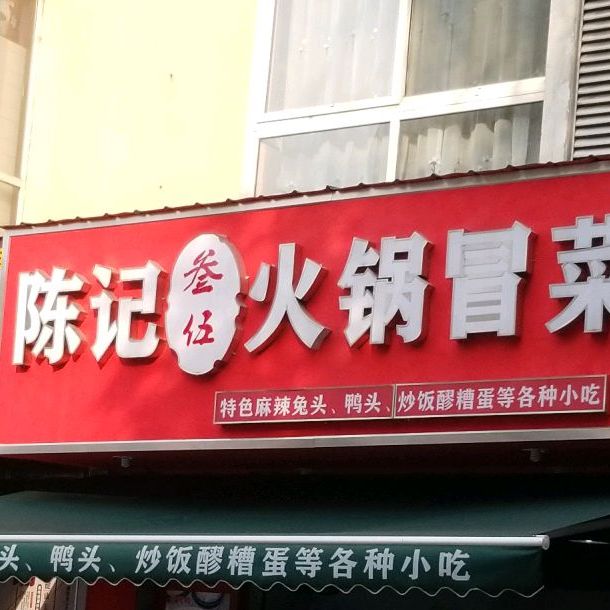 陈记叁伍火锅冒菜
特色麻辣兔头、鸭头、炒饭醪糟蛋等各种小吃
头、鸭头、炒饭醪糟蛋等各种小吃